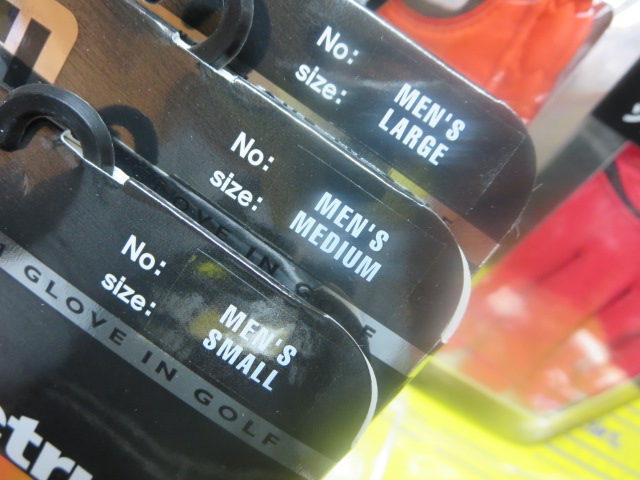 No:
size:
MEN'S
LARGE
No:
size:
MEN'S
MEDIUM
GLOVE IN GOLF
No:
size:
MEN'S
SMALL
GLOVE IN GOLF